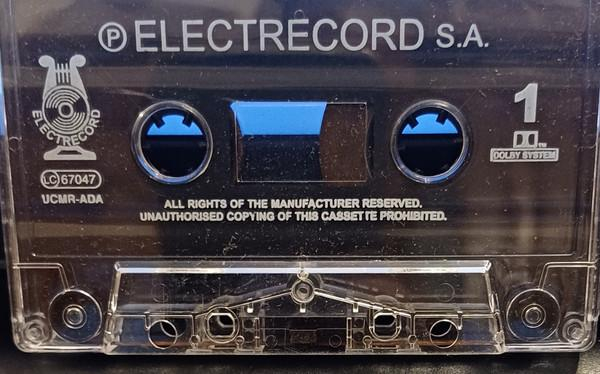 Ⓟ ELECTRECORD S.A.
ELECTRECORD
1
DOLBY SYSTEM
TM
LC 67047
UCMR-ADA
ALL RIGHTS OF THE MANUFACTURER RESERVED.
UNAUTHORISED COPYING OF THIS CASSETTE PROHIBITED.